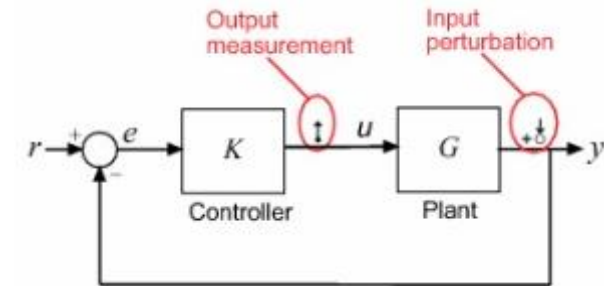 Output
measurement
Input
perturbation
r + e K u G + y
−
Controller
Plant